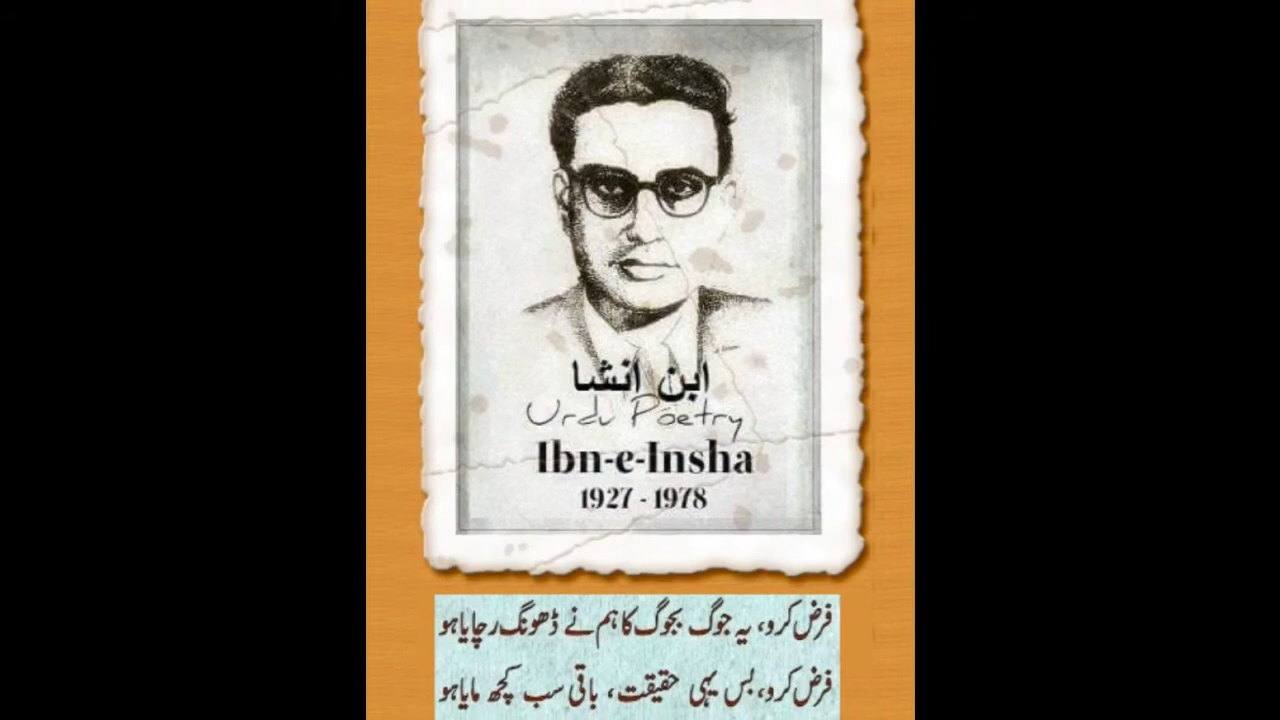 ابن انشا
Urdu Poetry
Ibn-e-Insha
1927 - 1978
فرض کرو، یہ جوگ بجوگ کا ہم نے ڈھونگ رچایا ہو
فرض کرو، بس یہی حقیقت، باقی سب کچھ مایا ہو